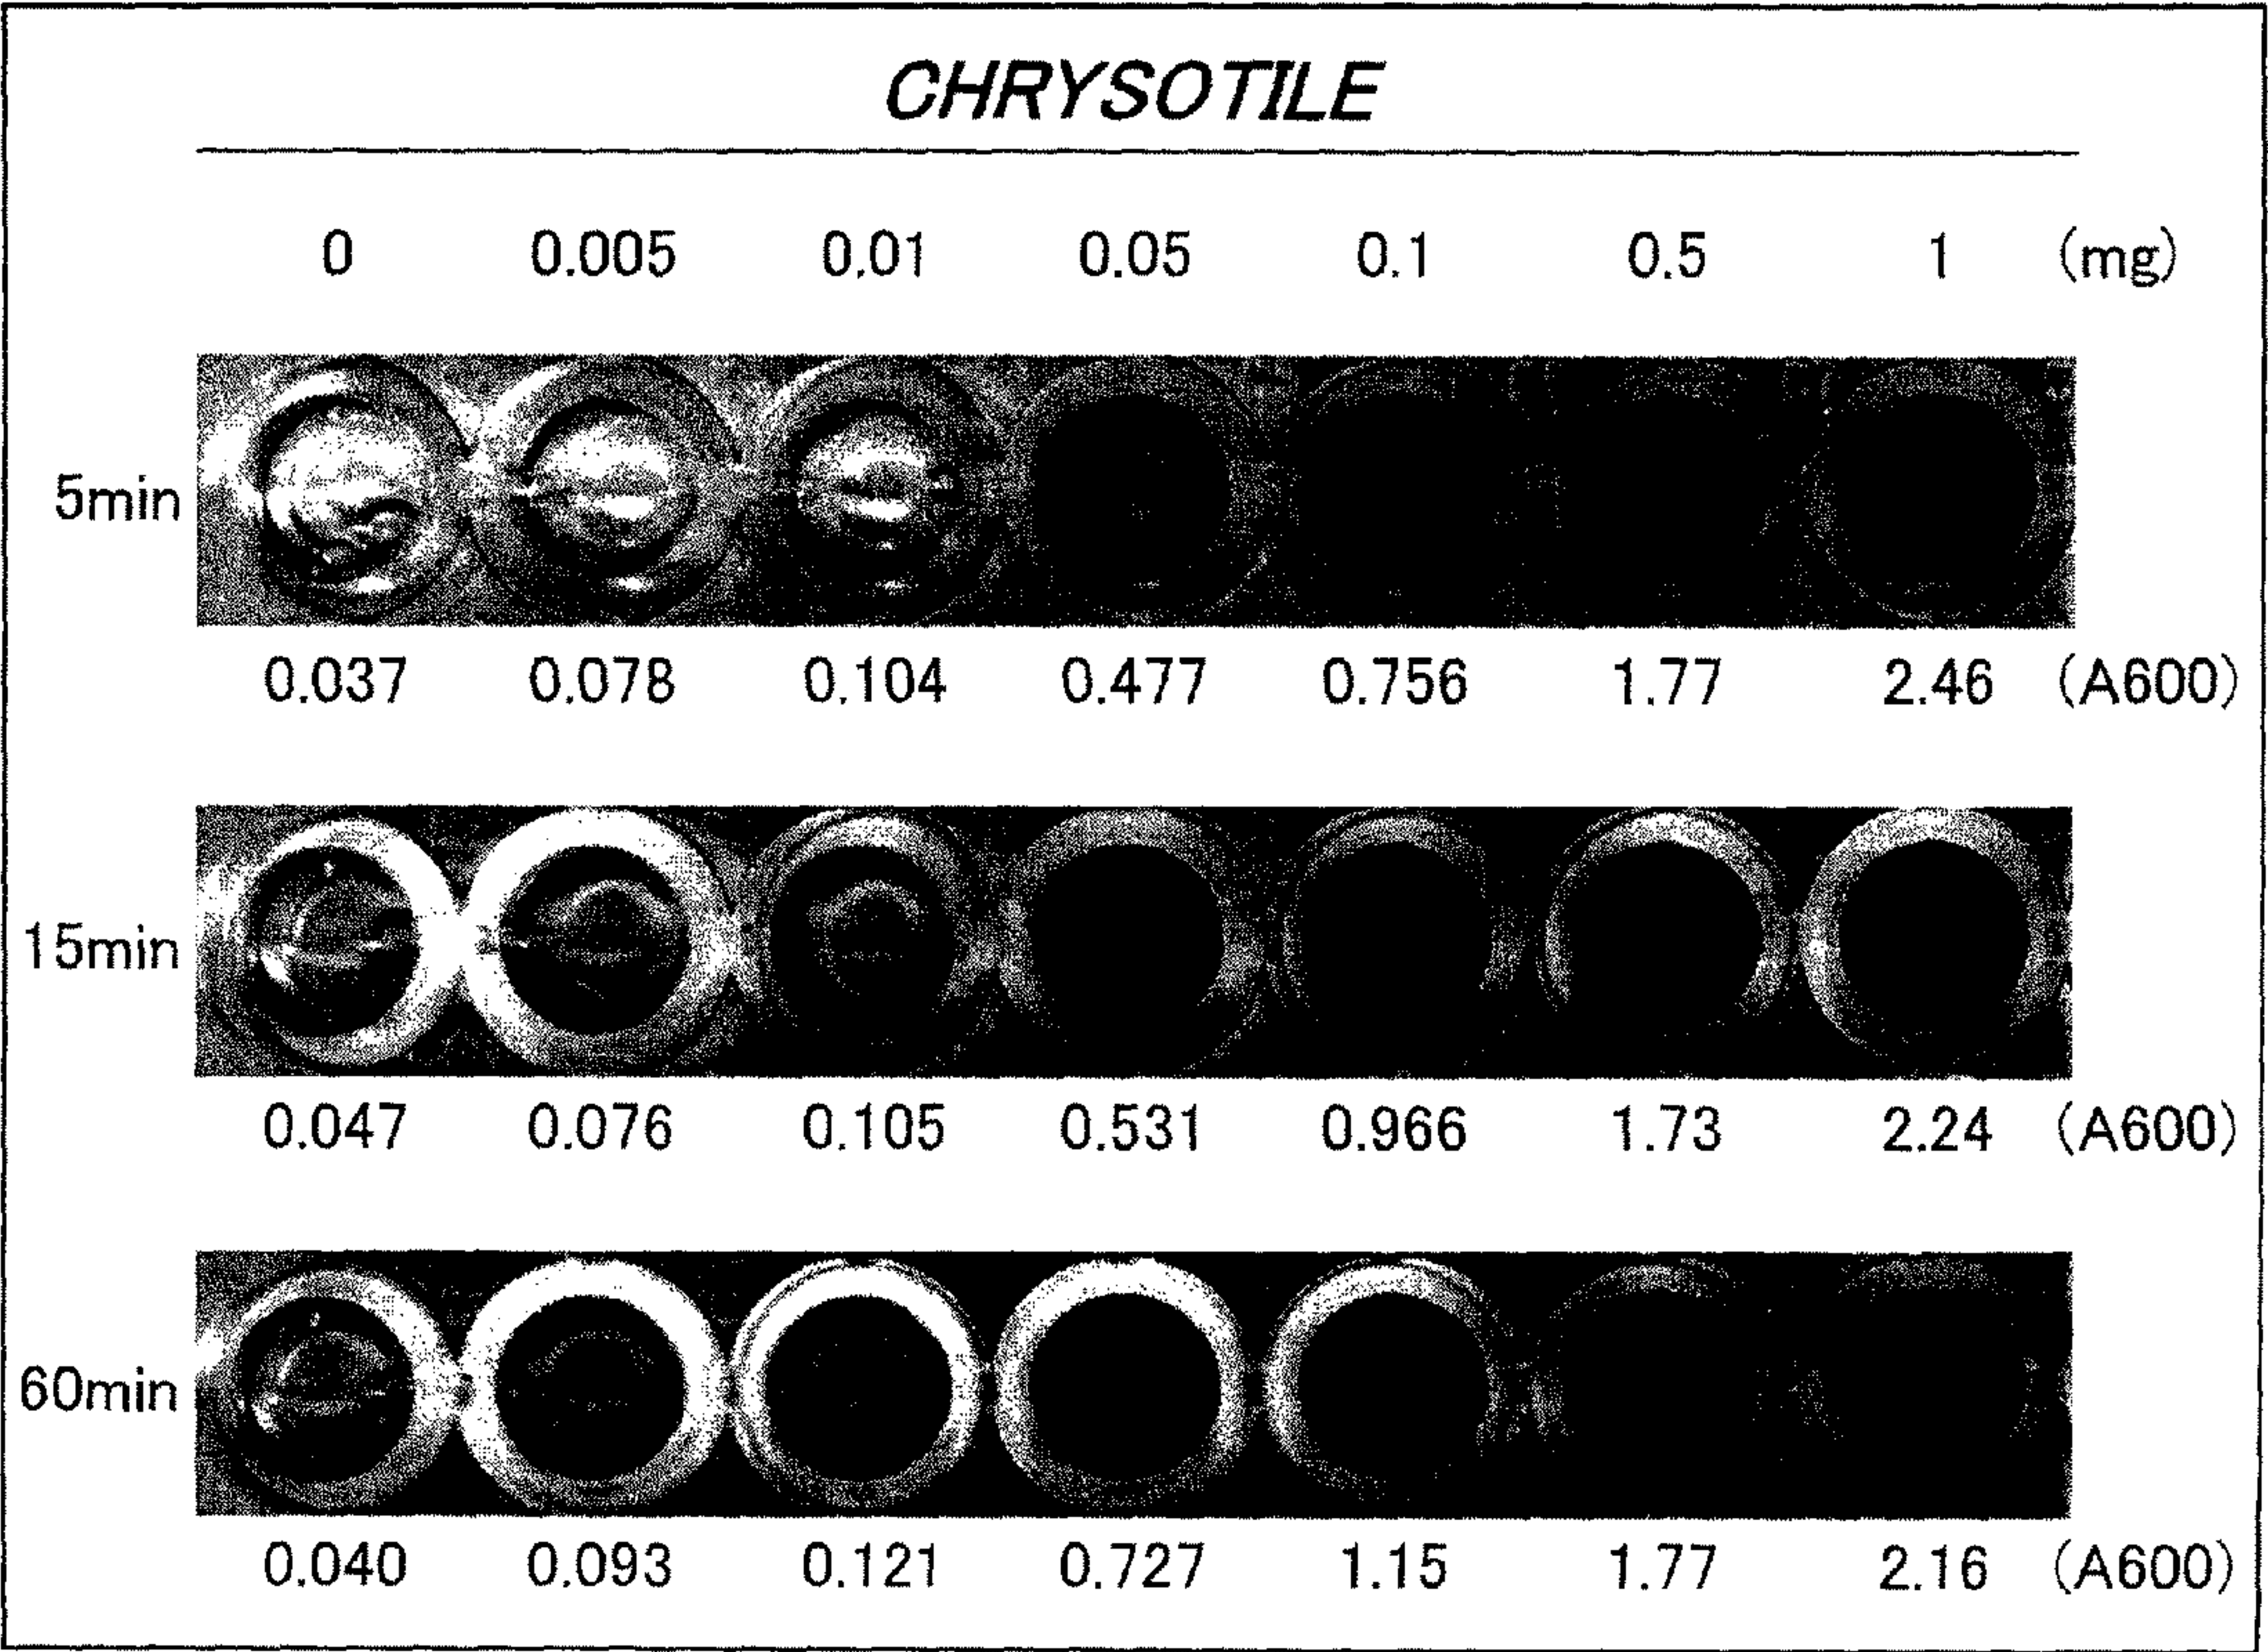 CHRYSOTILE
0 0.005 0.01 0.05 0.1 0.5 1 (mg)
5min
0.037 0.078 0.104 0.477 0.756 1.77 2.46 (A600)
15min
0.047 0.076 0.105 0.531 0.966 1.73 2.24 (A600)
60min
0.040 0.093 0.121 0.727 1.15 1.77 2.16 (A600)